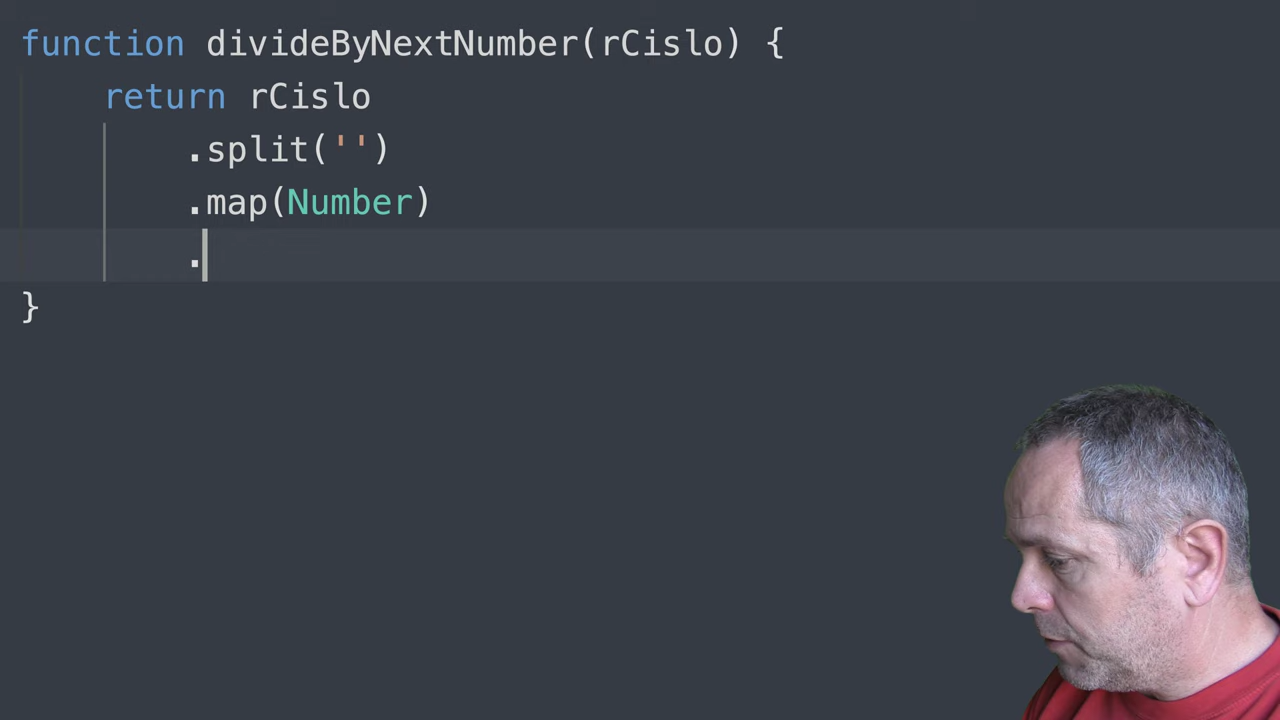 function divideByNextNumber(rCislo) {
return rCislo
.split('')
.map(Number)
.
}